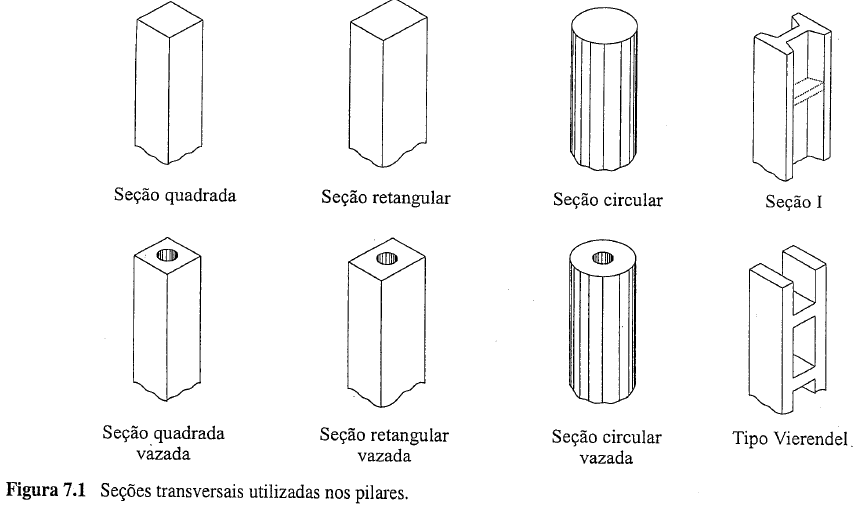 Seção quadrada
Seção retangular
Seção circular
Seção I
Seção quadrada
vazada
Seção retangular
vazada
Seção circular
vazada
Tipo Vierendel
Figura 7.1 Seções transversais utilizadas nos pilares.